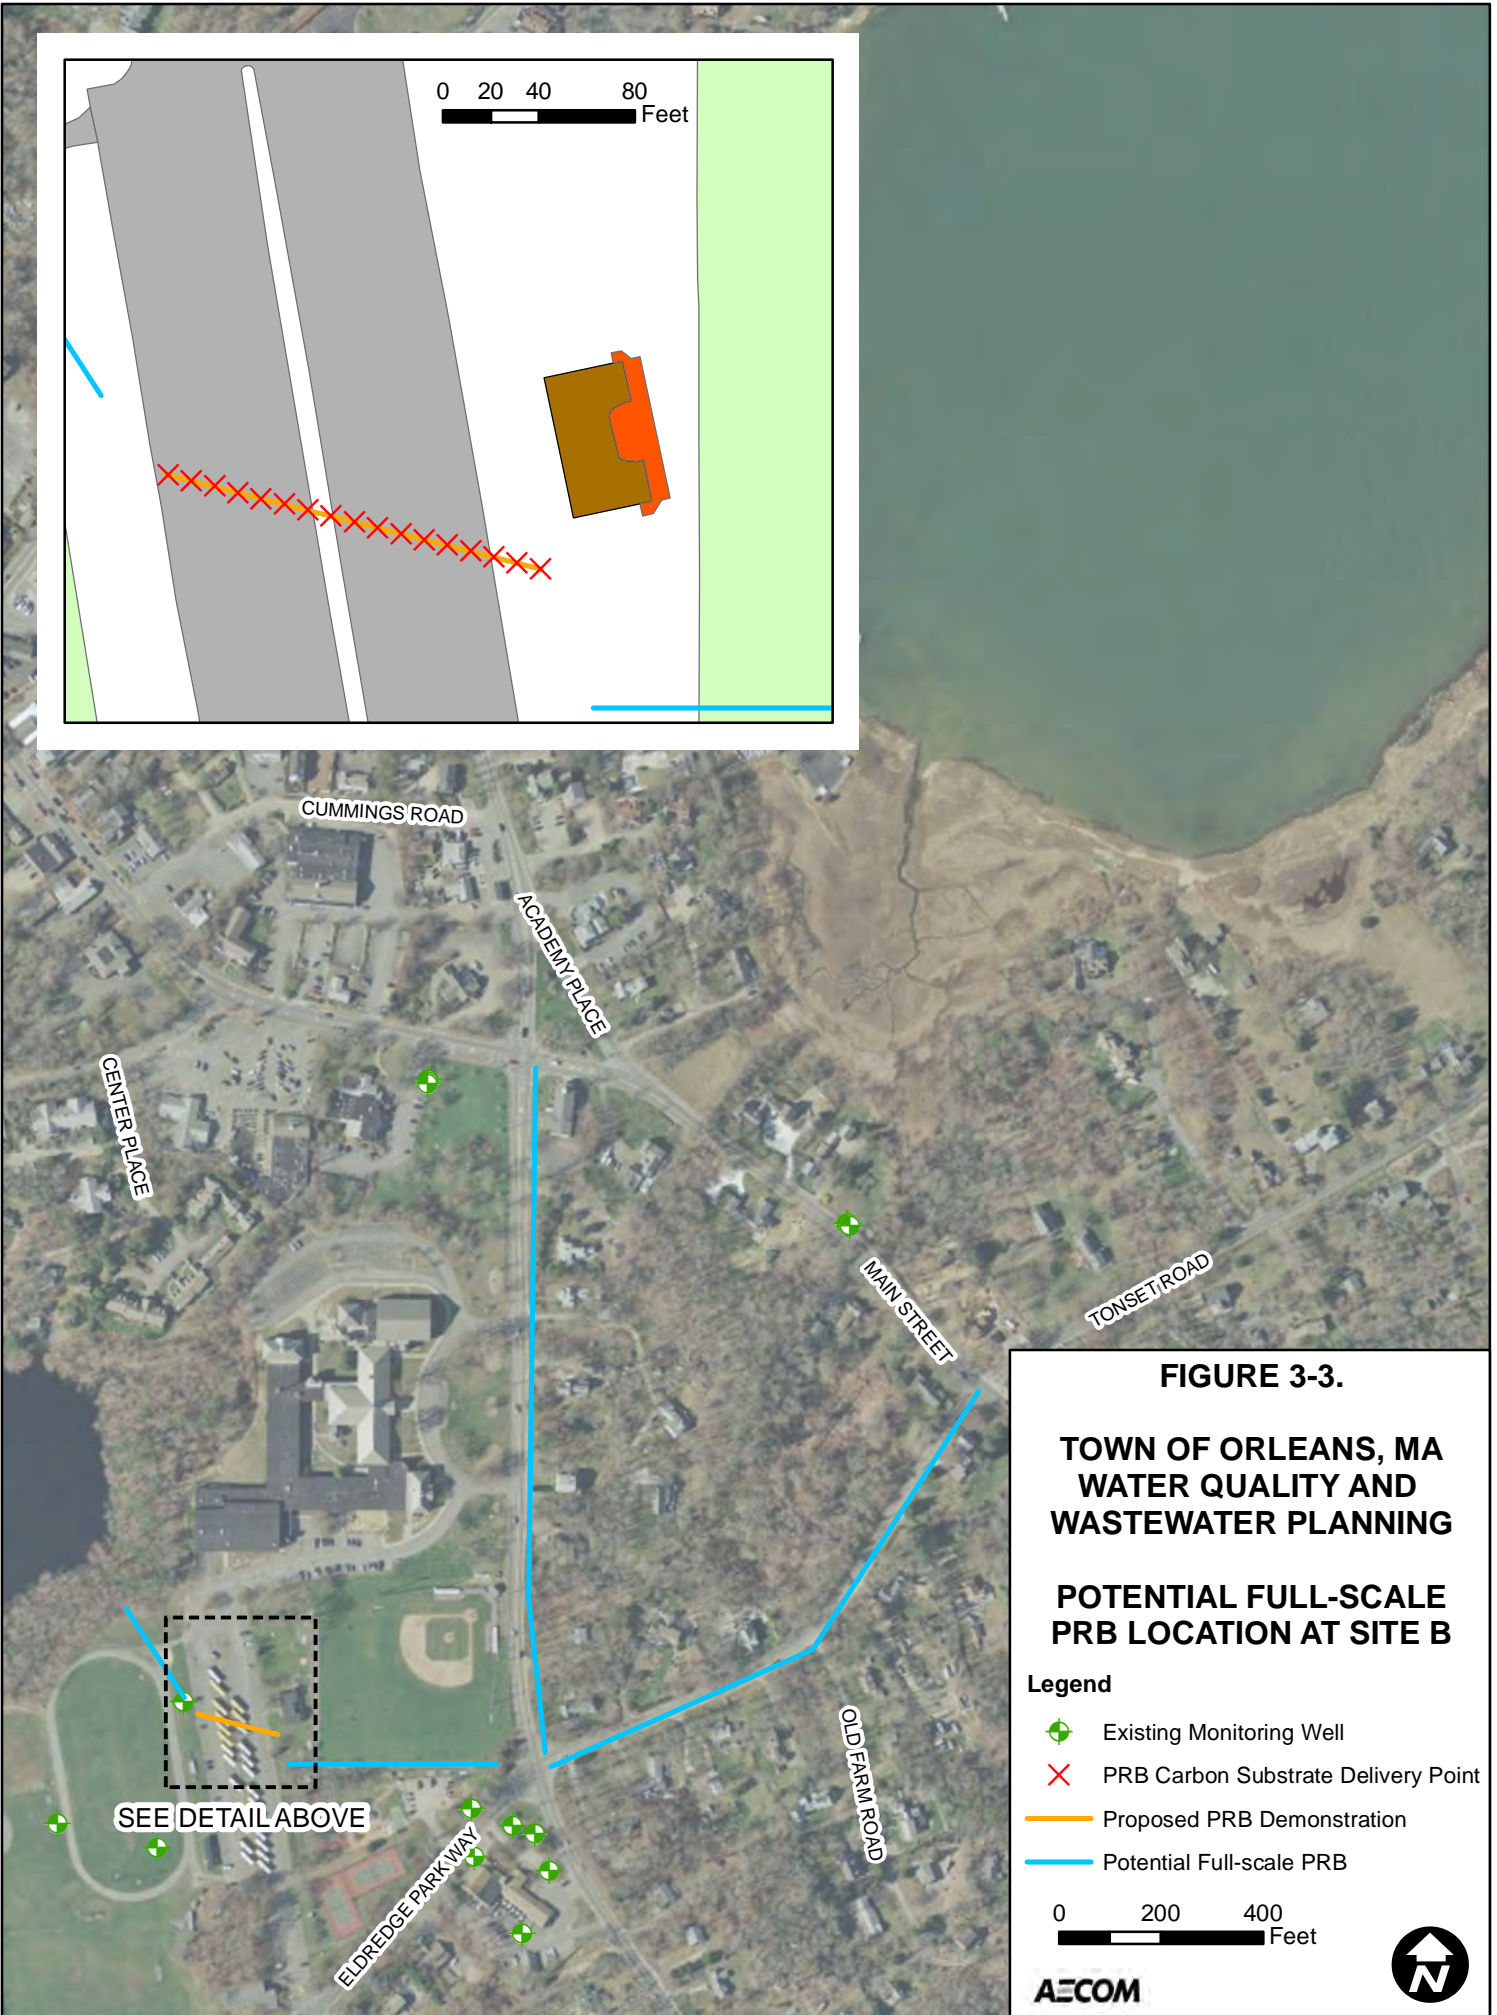 0 20 40 80
Feet
CUMMINGS ROAD
ACADEMY PLACE
CENTER PLACE
MAIN STREET
TONSET ROAD
OLD FARM ROAD
SEE DETAIL ABOVE
ELDREDGE PARK WAY
FIGURE 3-3.
TOWN OF ORLEANS, MA
WATER QUALITY AND
WASTEWATER PLANNING
POTENTIAL FULL-SCALE
PRB LOCATION AT SITE B
Legend
Existing Monitoring Well
PRB Carbon Substrate Delivery Point
Proposed PRB Demonstration
Potential Full-scale PRB
0 200 400
Feet
AECOM
N